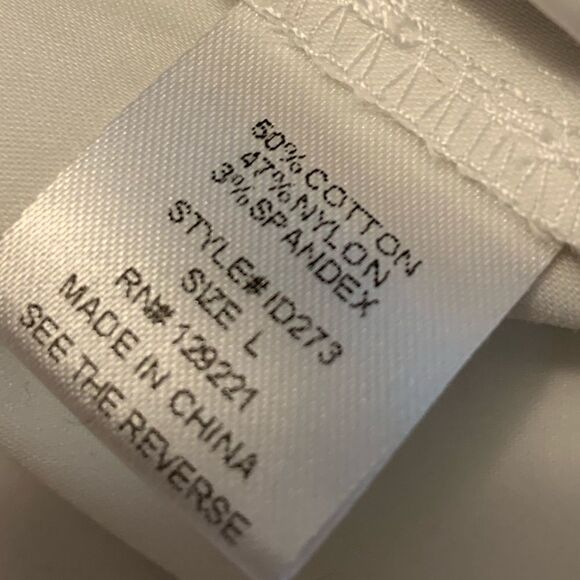 50% COTTON
47% NYLON
3% SPANDEX
STYLE# ID273
SIZE L
RN# 129221
MADE IN CHINA
SEE THE REVERSE